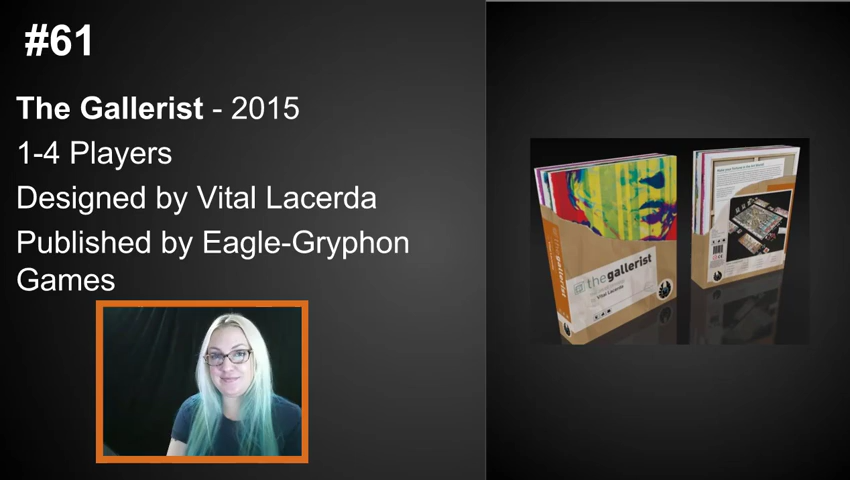 #61
The Gallerist - 2015
1-4 Players
Designed by Vital Lacerda
Published by Eagle-Gryphon
Games
thegallerist
Vital Lacerda
thegallerist